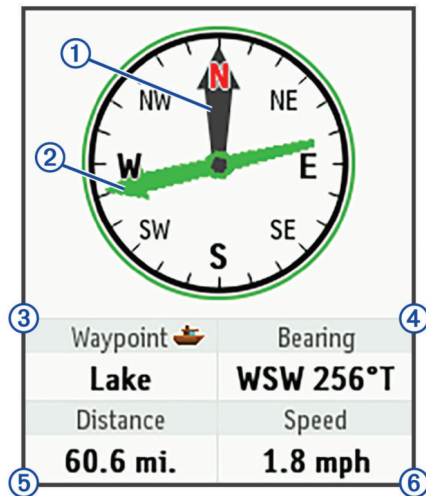 ①
N
NW NE
②
W E
SW SE
S
③ ④
Waypoint Bearing
Lake WSW 256°T
Distance Speed
60.6 mi. 1.8 mph
⑤ ⑥